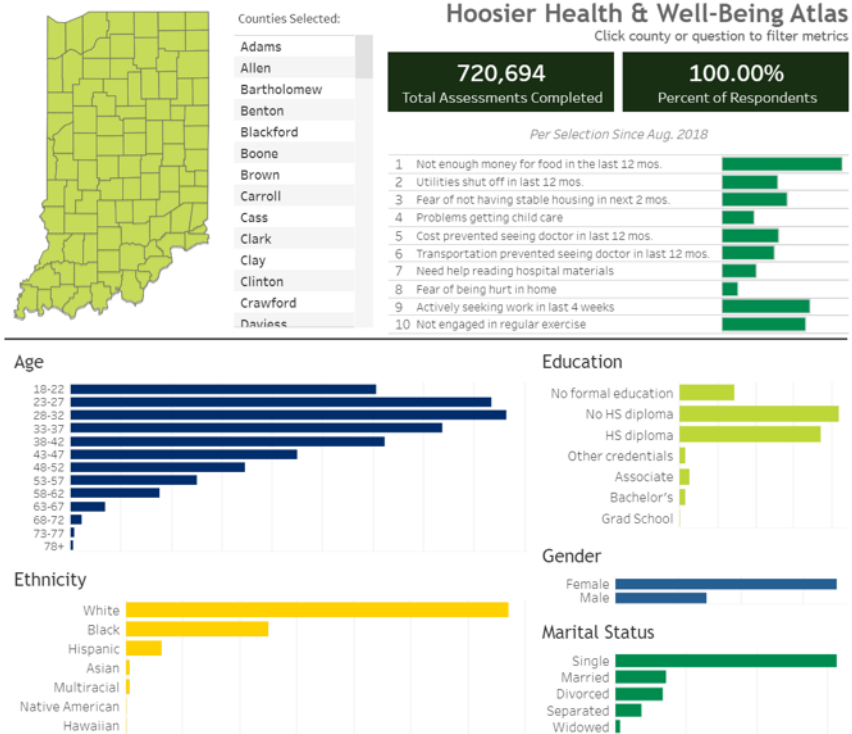 Hoosier Health & Well-Being Atlas
Click county or question to filter metrics
Counties Selected:
Adams
Allen
Bartholomew
Benton
Blackford
Boone
Brown
Carroll
Cass
Clark
Clay
Clinton
Crawford
Daviess
720,694
Total Assessments Completed
100.00%
Percent of Respondents
Per Selection Since Aug. 2018
1 Not enough money for food in the last 12 mos.
2 Utilities shut off in last 12 mos.
3 Fear of not having stable housing in next 2 mos.
4 Problems getting child care
5 Cost prevented seeing doctor in last 12 mos.
6 Transportation prevented seeing doctor in last 12 mos.
7 Need help reading hospital materials
8 Fear of being hurt in home
9 Actively seeking work in last 4 weeks
10 Not engaged in regular exercise
Age
18-22
23-27
28-32
33-37
38-42
43-47
48-52
53-57
58-62
63-67
68-72
73-77
78+
Ethnicity
White
Black
Hispanic
Asian
Multiracial
Native American
Hawaiian
Education
No formal education
No HS diploma
HS diploma
Other credentials
Associate
Bachelor's
Grad School
Gender
Female
Male
Marital Status
Single
Married
Divorced
Separated
Widowed